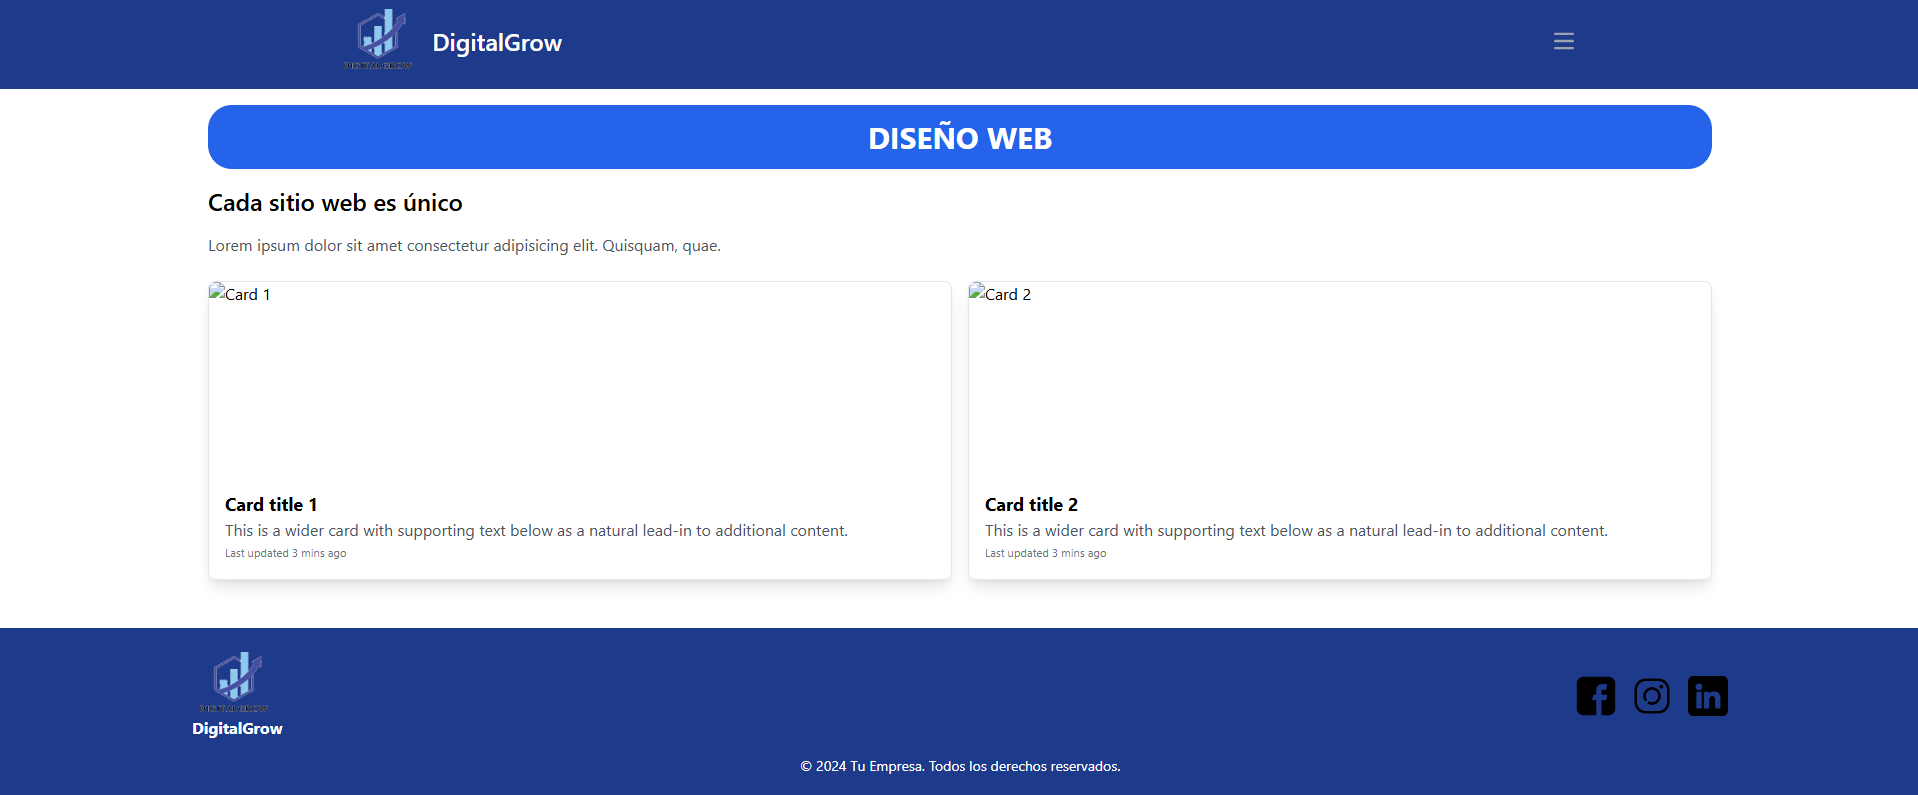 DIGITAL GROW
DigitalGrow
DISEÑO WEB
Cada sitio web es único
Lorem ipsum dolor sit amet consectetur adipisicing elit. Quisquam, quae.
Card 1
Card 2
Card title 1
This is a wider card with supporting text below as a natural lead-in to additional content.
Last updated 3 mins ago
Card title 2
This is a wider card with supporting text below as a natural lead-in to additional content.
Last updated 3 mins ago
DIGITAL GROW
DigitalGrow
© 2024 Tu Empresa. Todos los derechos reservados.